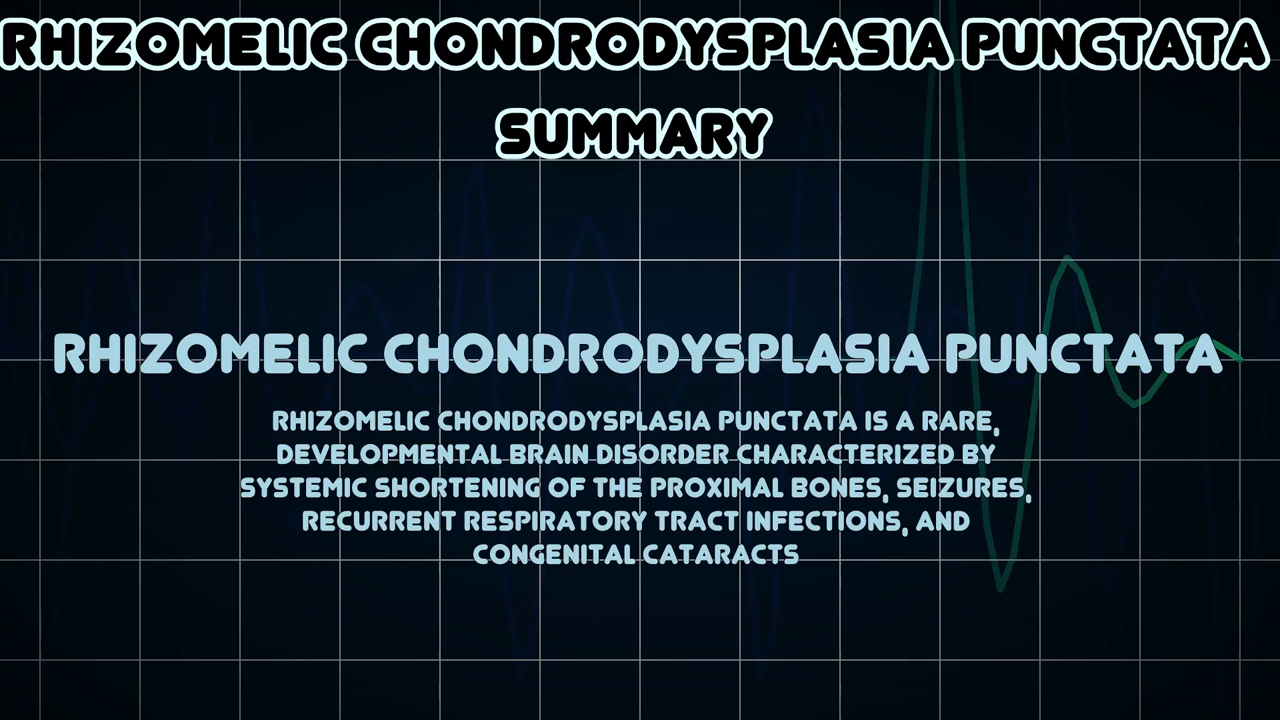 RHIZOMELIC CHONDRODYSPLASIA PUNCTATA
SUMMARY
RHIZOMELIC CHONDRODYSPLASIA PUNCTATA
RHIZOMELIC CHONDRODYSPLASIA PUNCTATA IS A RARE,
DEVELOPMENTAL BRAIN DISORDER CHARACTERIZED BY
SYSTEMIC SHORTENING OF THE PROXIMAL BONES, SEIZURES,
RECURRENT RESPIRATORY TRACT INFECTIONS, AND
CONGENITAL CATARACTS